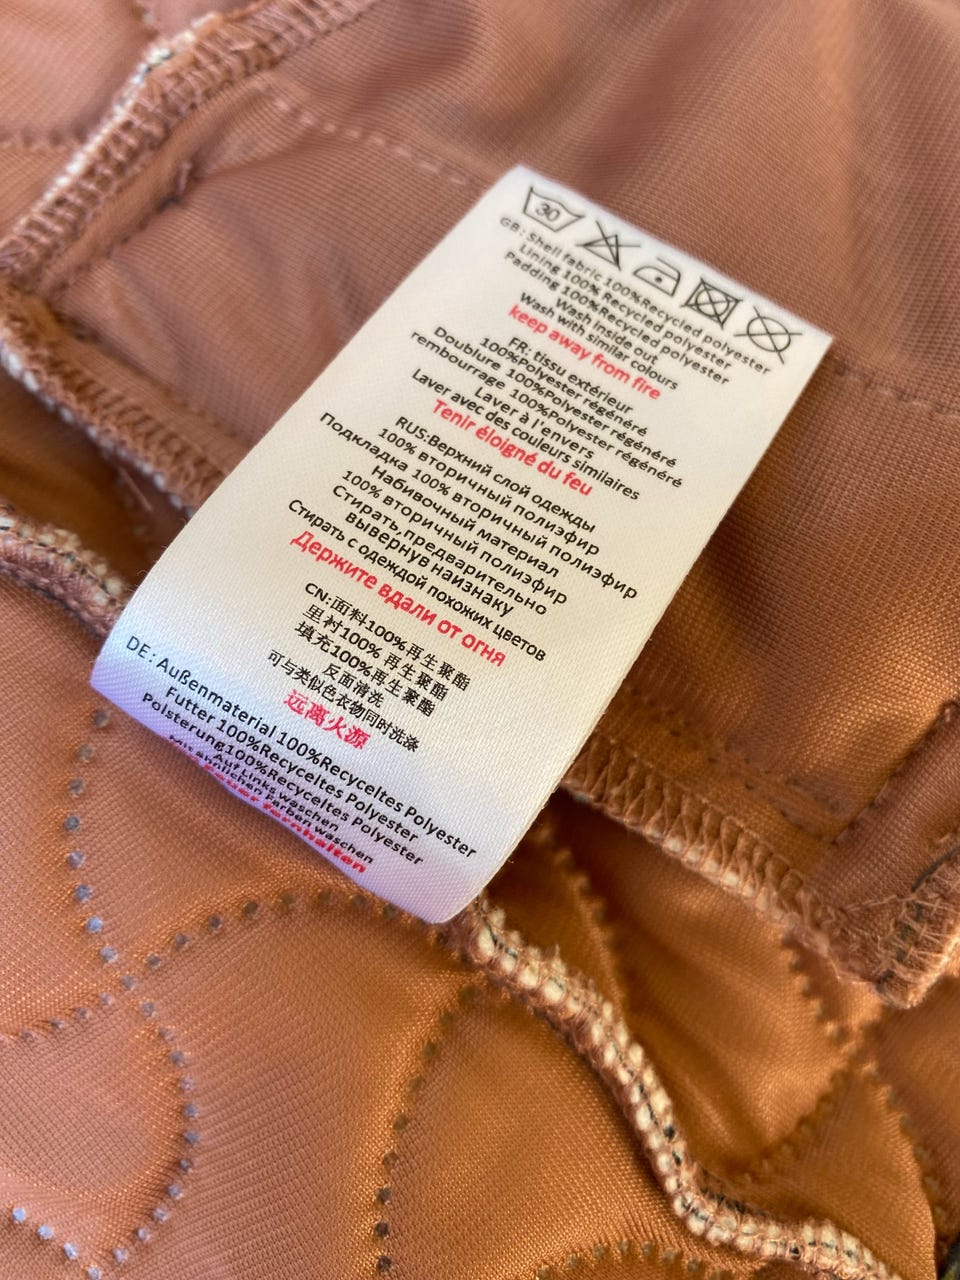 30
GB: Shell fabric 100%Recycled polyester
Lining 100% Recycled polyester
Padding 100%Recycled polyester
Wash inside out
Wash with similar colours
keep away from fire
FR: tissu extérieur
100%Polyester régénéré
Doublure 100%Polyester régénéré
rembourrage 100%Polyester régénéré
Laver à l'envers
Laver avec des couleurs similaires
Tenir éloigné du feu
RUS:Верхний слой одежды
100% вторичный полиэфир
Подкладка 100% вторичный полиэфир
Набивочный материал
100% вторичный полиэфир
Стирать,предварительно
вывернув наизнаку
Стирать с одеждой похожих цветов
Держите вдали от огня
CN:面料100%再生聚酯
里衬100% 再生聚酯
填充100%再生聚酯
反面清洗
可与类似色衣物同时洗涤
远离火源
DE: Außenmaterial 100%Recyceltes Polyester
Futter 100%Recyceltes Polyester
Polsterung100%Recyceltes Polyester
Auf Links waschen
Mit ähnlichen Farben waschen
Feuer fernhalten